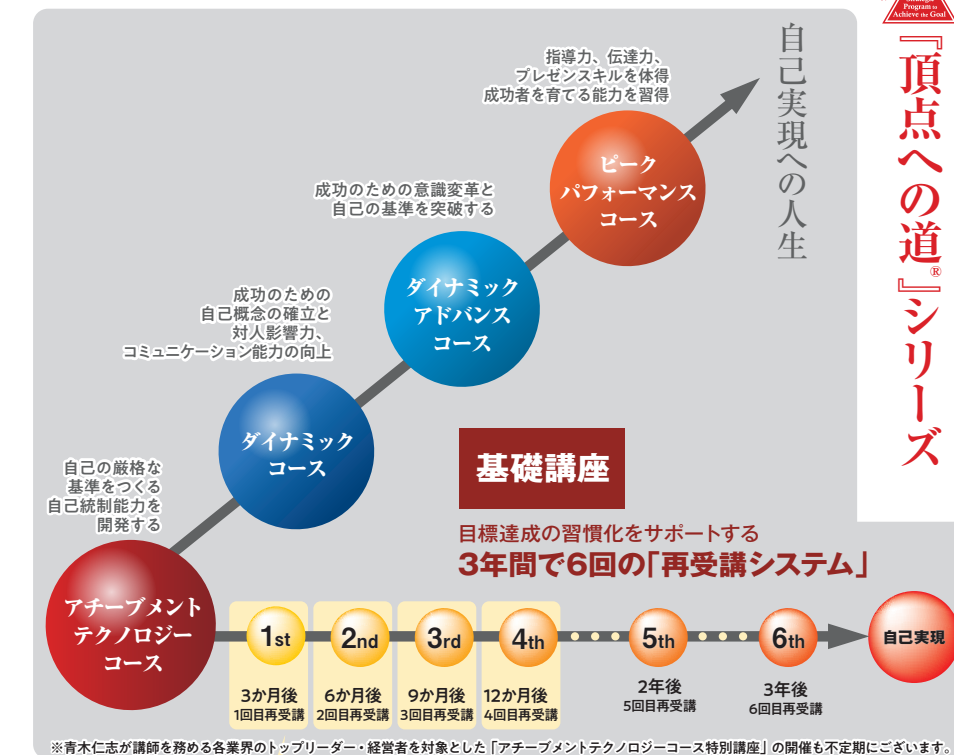 Program to
Achieve the Goal
『頂点への道®』シリーズ
自己実現への人生
指導力、伝達力、
プレゼンスキルを体得
成功者を育てる能力を習得
ピーク
パフォーマンス
コース
成功のための意識変革と
自己の基準を突破する
ダイナミック
アドバンス
コース
成功のための
自己概念の確立と
対人影響力、
コミュニケーション能力の向上
ダイナミック
コース
自己の厳格な
基準をつくる
自己統制能力を
開発する
アチーブメント
テクノロジー
コース
基礎講座
目標達成の習慣化をサポートする
3年間で6回の「再受講システム」
1st
2nd
3rd
4th
5th
6th
自己実現
3か月後
1回目再受講
6か月後
2回目再受講
9か月後
3回目再受講
12か月後
4回目再受講
2年後
5回目再受講
3年後
6回目再受講
※青木仁志が講師を務める各業界のトップリーダー・経営者を対象とした「アチーブメントテクノロジーコース特別講座」の開催も不定期にございます。